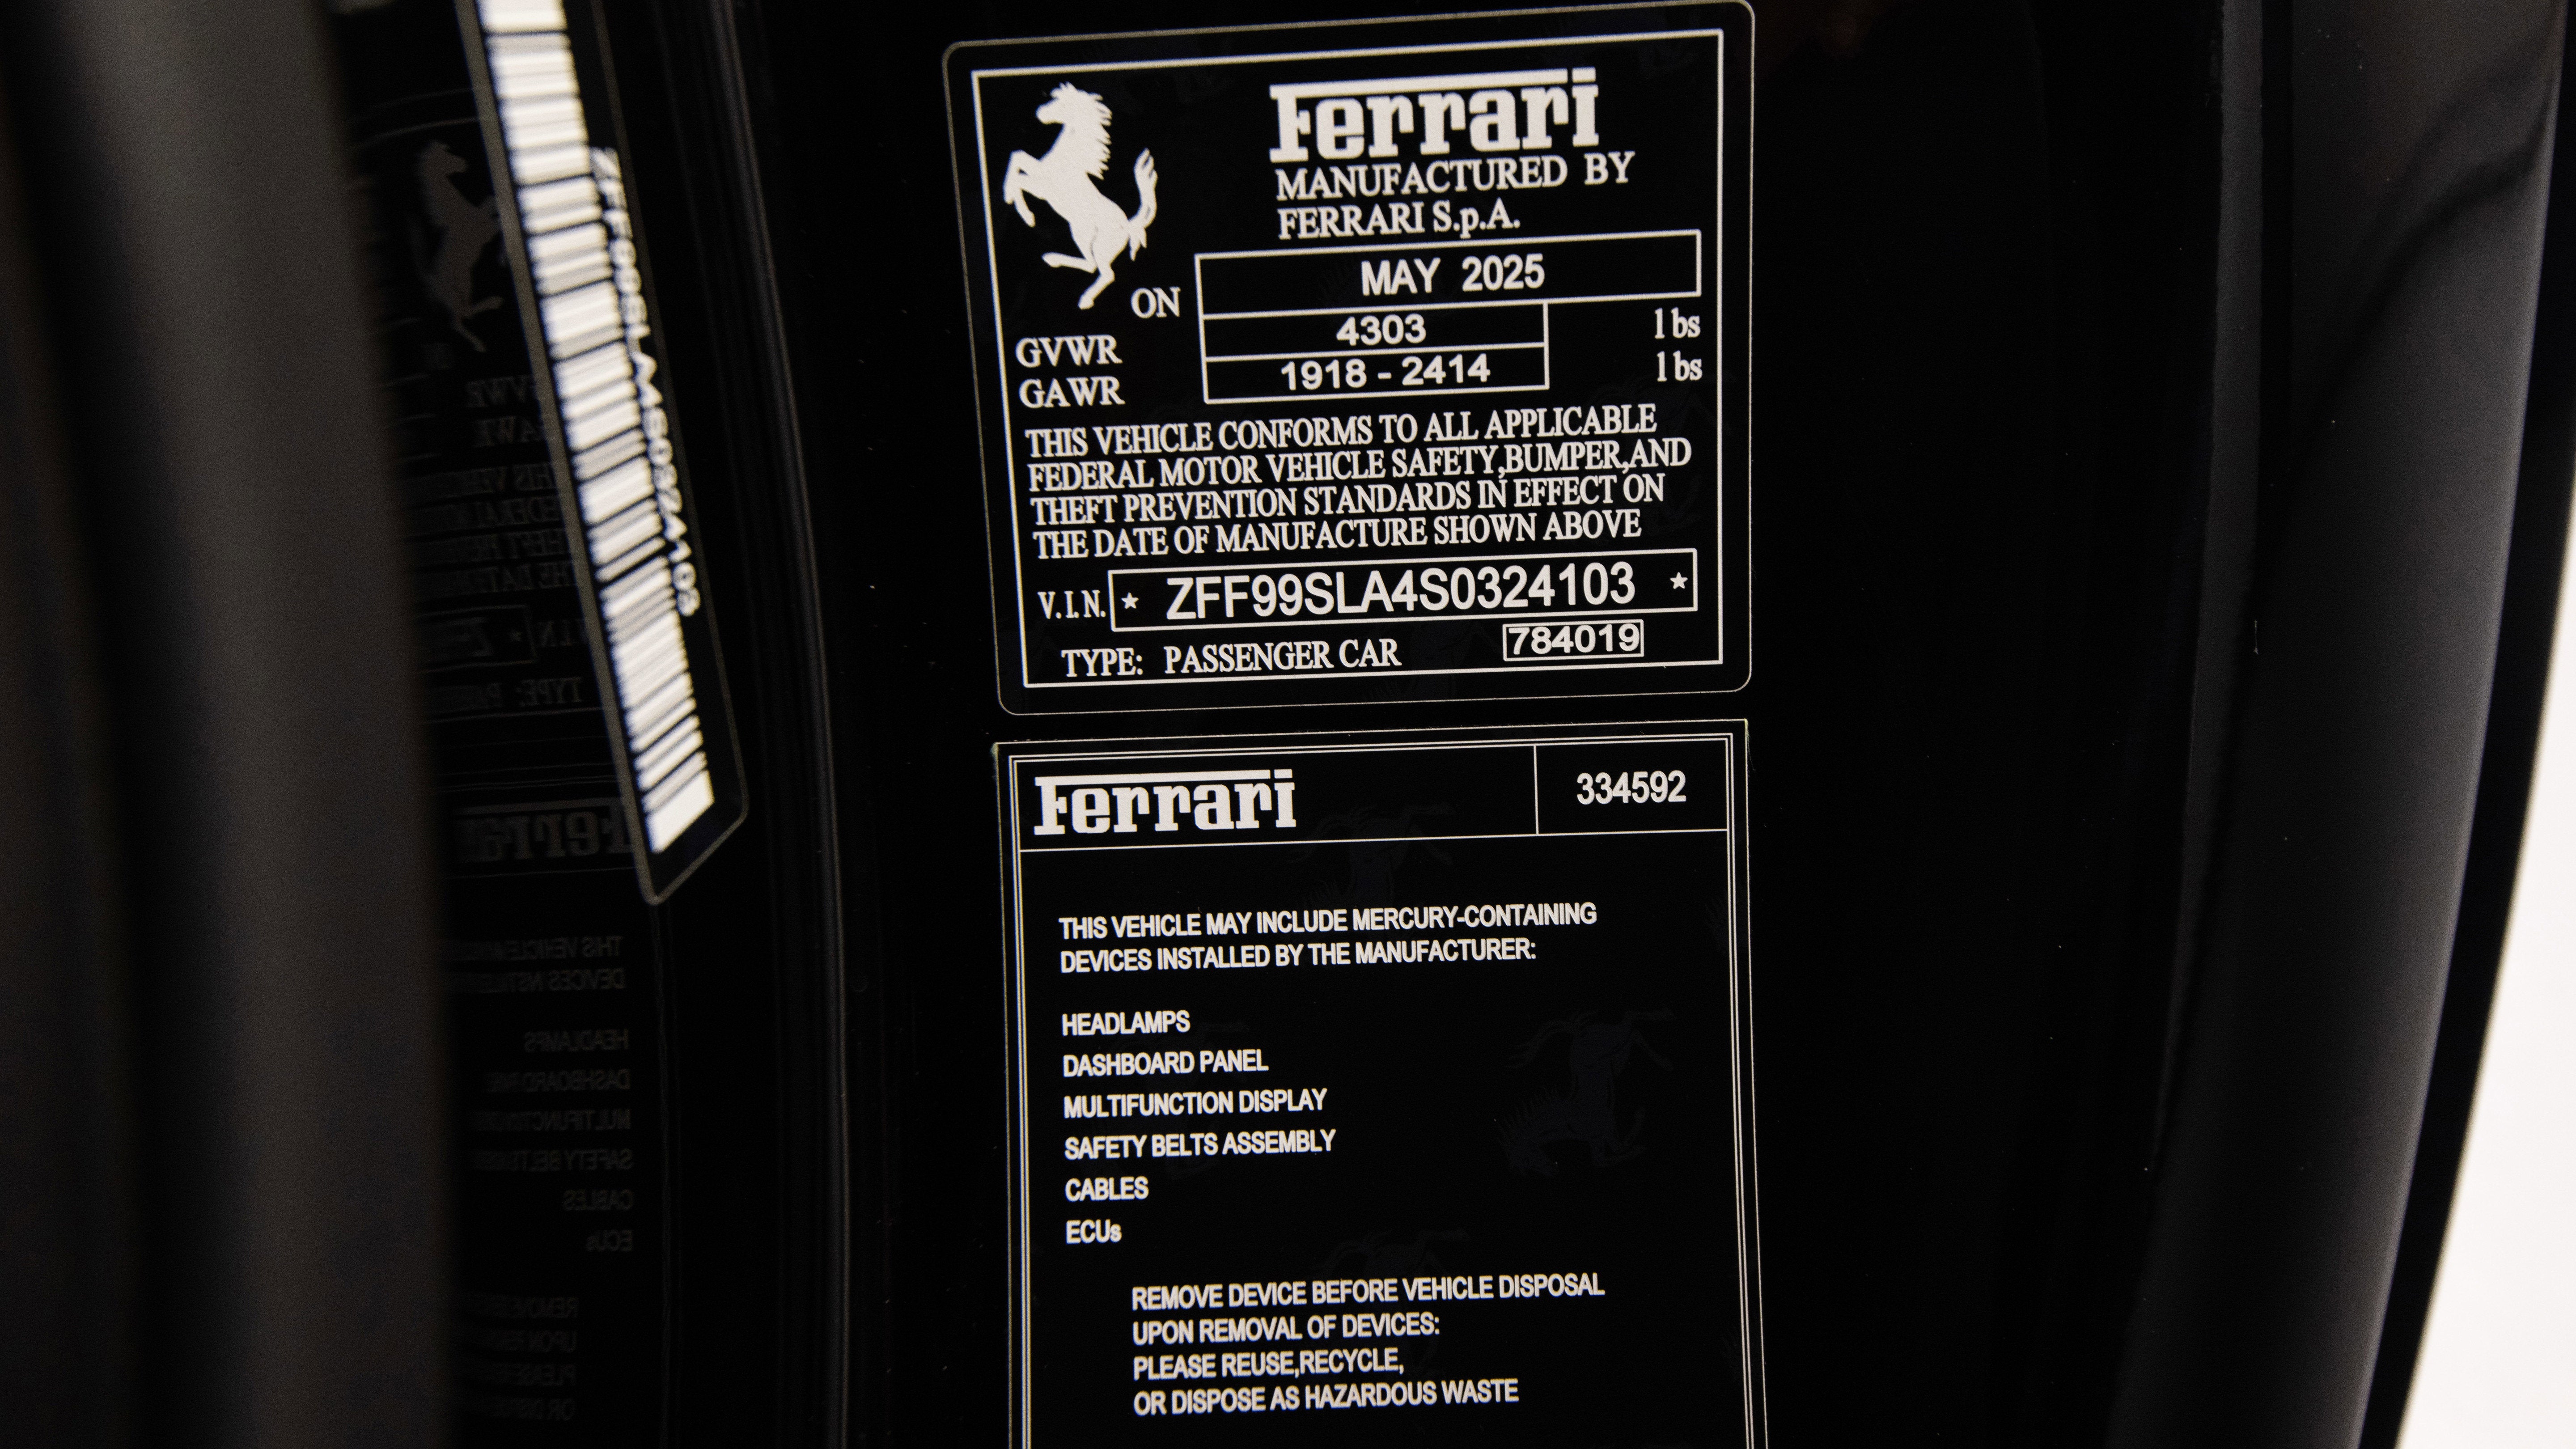 Ferrari
MANUFACTURED BY
FERRARI S.p.A.
ON MAY 2025
GVWR 4303 lbs
GAWR 1918 - 2414 lbs
THIS VEHICLE CONFORMS TO ALL APPLICABLE
FEDERAL MOTOR VEHICLE SAFETY,BUMPER,AND
THEFT PREVENTION STANDARDS IN EFFECT ON
THE DATE OF MANUFACTURE SHOWN ABOVE
V.I.N. * ZFF99SLA4S0324103 *
TYPE: PASSENGER CAR 784019
Ferrari 334592
THIS VEHICLE MAY INCLUDE MERCURY-CONTAINING
DEVICES INSTALLED BY THE MANUFACTURER:
HEADLAMPS
DASHBOARD PANEL
MULTIFUNCTION DISPLAY
SAFETY BELTS ASSEMBLY
CABLES
ECUs
REMOVE DEVICE BEFORE VEHICLE DISPOSAL
UPON REMOVAL OF DEVICES:
PLEASE REUSE,RECYCLE,
OR DISPOSE AS HAZARDOUS WASTE
ZFF99SLA4S0324103